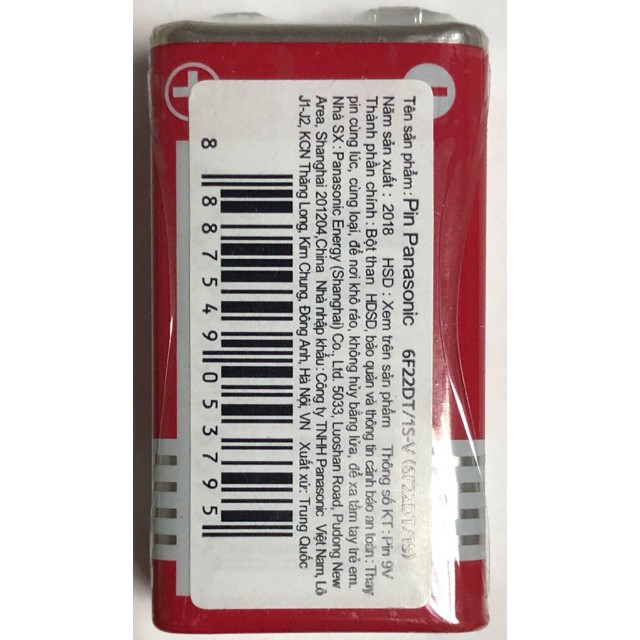 Tên sản phẩm : Pin Panasonic 6F22DT/1S-V (6F22DT/1S)
Năm sản xuất : 2018 HSD : Xem trên sản phẩm Thông số KT : Pin 9V
Thành phần chính : Bột than HDSD, bảo quản và thông tin cảnh báo an toàn : Thay
pin cùng lúc, cùng loại, để nơi khô ráo, không hủy bằng lửa, để xa tầm tay trẻ em.
Nhà SX : Panasonic Energy (Shanghai) Co., Ltd. 5033, Luoshan Road, Pudong New
Area, Shanghai 201204,China Nhà nhập khẩu : Công ty TNHH Panasonic Việt Nam, Lô
J1-J2, KCN Thăng Long, Kim Chung, Đông Anh, Hà Nội, VN Xuất xứ: Trung Quốc
8 887549 053795